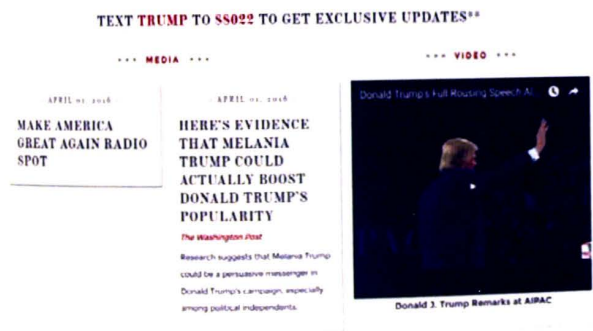 TEXT TRUMP TO 88022 TO GET EXCLUSIVE UPDATES**
*** MEDIA ***
APRIL 01, 2016
MAKE AMERICA
GREAT AGAIN RADIO
SPOT
APRIL 01, 2016
HERE'S EVIDENCE
THAT MELANIA
TRUMP COULD
ACTUALLY BOOST
DONALD TRUMP'S
POPULARITY
The Washington Post
Research suggests that Melania Trump
could be a persuasive messenger in
Donald Trump's campaign, especially
among political independents.
*** VIDEO ***
Donald Trump's Full Rousing Speech AI...
Donald J. Trump Remarks at AIPAC